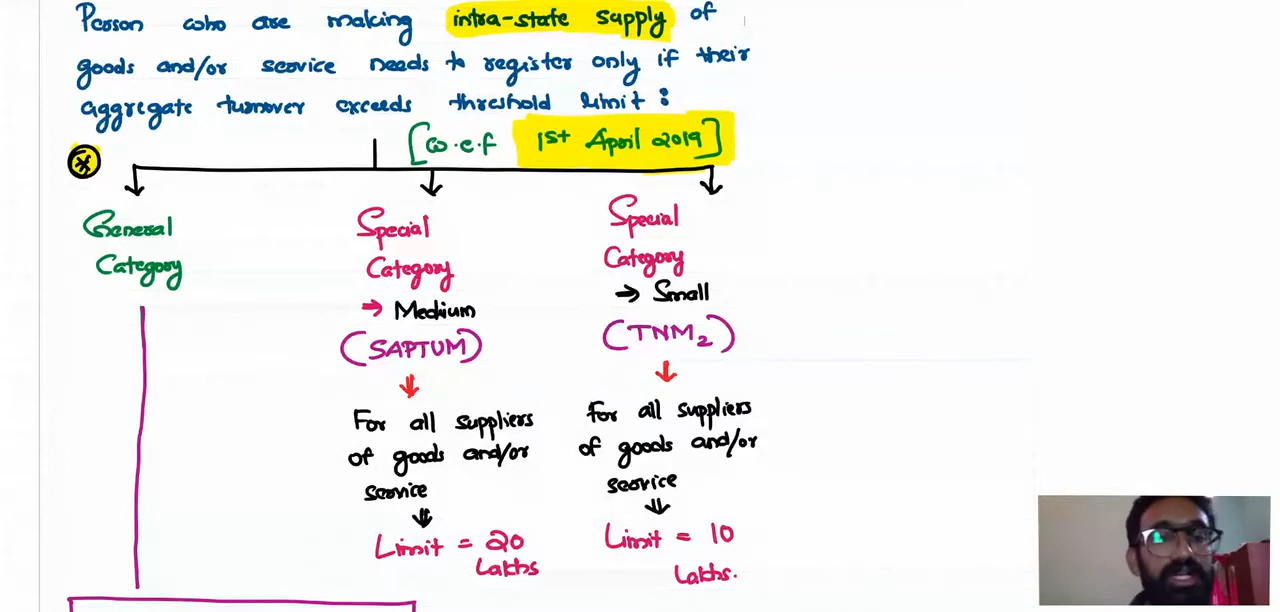 Person who are making intra-state supply of
goods and/or service needs to register only if their
aggregate turnover exceeds threshold limit :
[w.e.f 1st April 2019]
*
General
Category
Special
Category
→ Medium
(SAPTUM)
For all suppliers
of goods and/or
service
Limit = 20
Lakhs
Special
Category
→ Small
(TNM2)
For all suppliers
of goods and/or
service
Limit = 10
Lakhs.